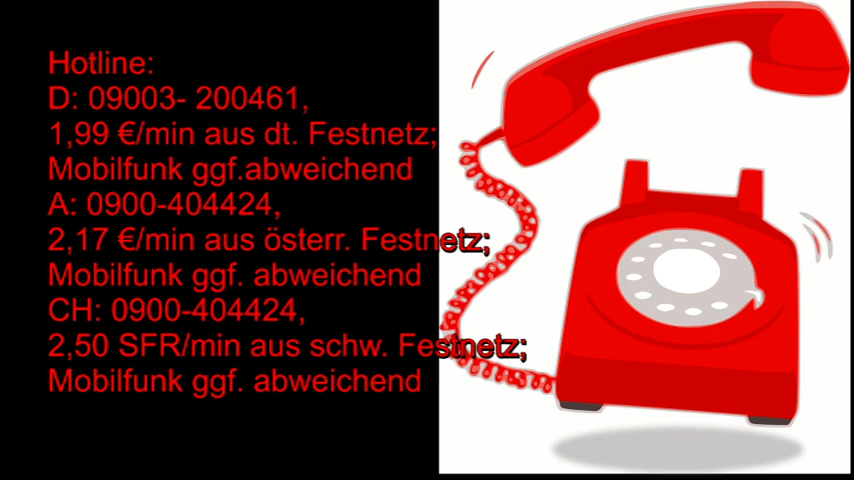 Hotline:
D: 09003- 200461,
1,99 €/min aus dt. Festnetz;
Mobilfunk ggf.abweichend
A: 0900-404424,
2,17 €/min aus österr. Festnetz;
Mobilfunk ggf. abweichend
CH: 0900-404424,
2,50 SFR/min aus schw. Festnetz;
Mobilfunk ggf. abweichend